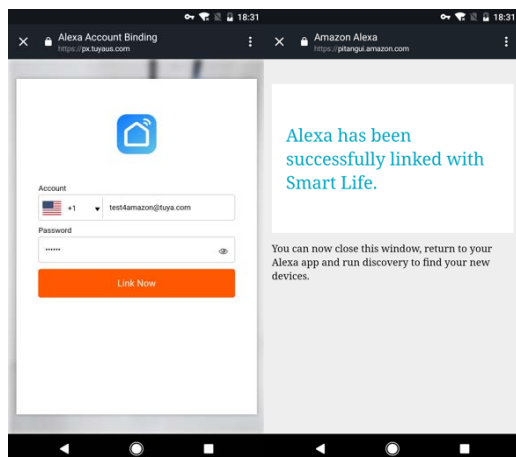 18:31
Alexa Account Binding
https://px.tuyaus.com
Account
+1 test4amazon@tuya.com
Password
••••••
Link Now
18:31
Amazon Alexa
https://pitangui.amazon.com
Alexa has been
successfully linked with
Smart Life.
You can now close this window, return to your
Alexa app and run discovery to find your new
devices.